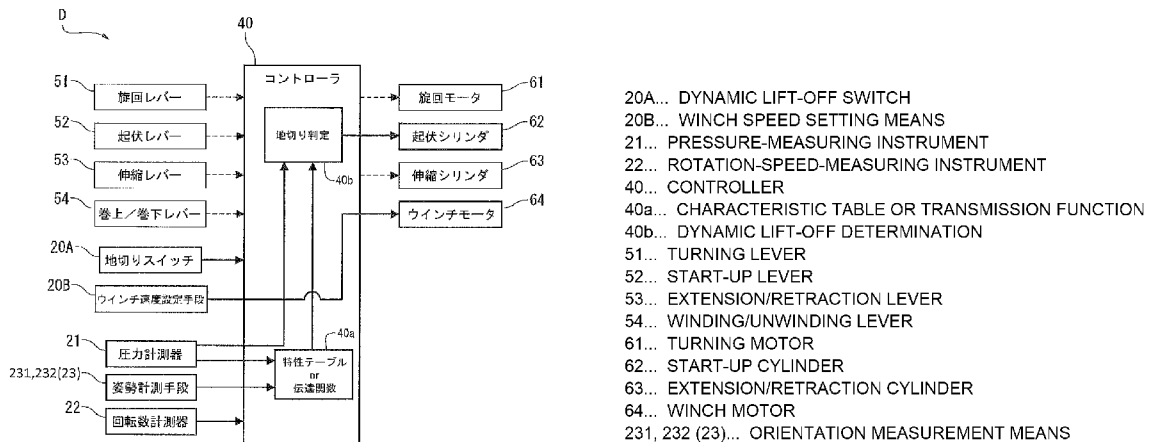 D
40
コントローラ
51
旋回レバー
52
起伏レバー
53
伸縮レバー
54
巻上/巻下レバー
20A
地切りスイッチ
20B
ウインチ速度設定手段
21
圧力計測器
231,232(23)
姿勢計測手段
22
回転数計測器
地切り判定
40b
40a
特性テーブル
or
伝達関数
61
旋回モータ
62
起伏シリンダ
63
伸縮シリンダ
64
ウインチモータ
20A... DYNAMIC LIFT-OFF SWITCH
20B... WINCH SPEED SETTING MEANS
21... PRESSURE-MEASURING INSTRUMENT
22... ROTATION-SPEED-MEASURING INSTRUMENT
40... CONTROLLER
40a... CHARACTERISTIC TABLE OR TRANSMISSION FUNCTION
40b... DYNAMIC LIFT-OFF DETERMINATION
51... TURNING LEVER
52... START-UP LEVER
53... EXTENSION/RETRACTION LEVER
54... WINDING/UNWINDING LEVER
61... TURNING MOTOR
62... START-UP CYLINDER
63... EXTENSION/RETRACTION CYLINDER
64... WINCH MOTOR
231, 232 (23)... ORIENTATION MEASUREMENT MEANS